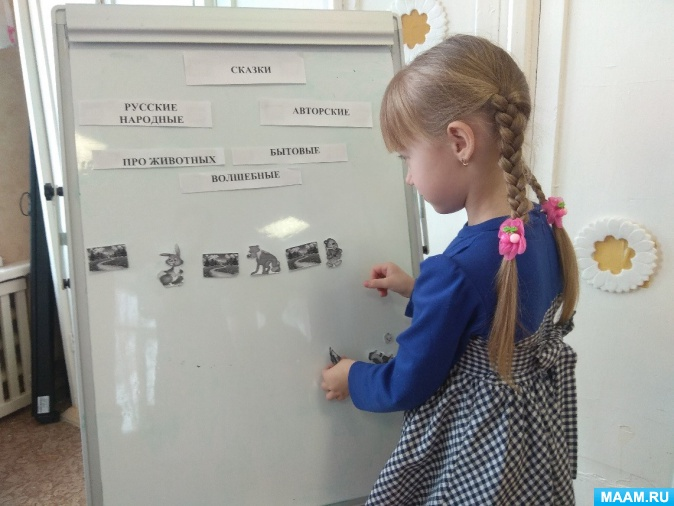 СКАЗКИ
РУССКИЕ
НАРОДНЫЕ
АВТОРСКИЕ
ПРО ЖИВОТНЫХ
БЫТОВЫЕ
ВОЛШЕБНЫЕ
MAAM.RU